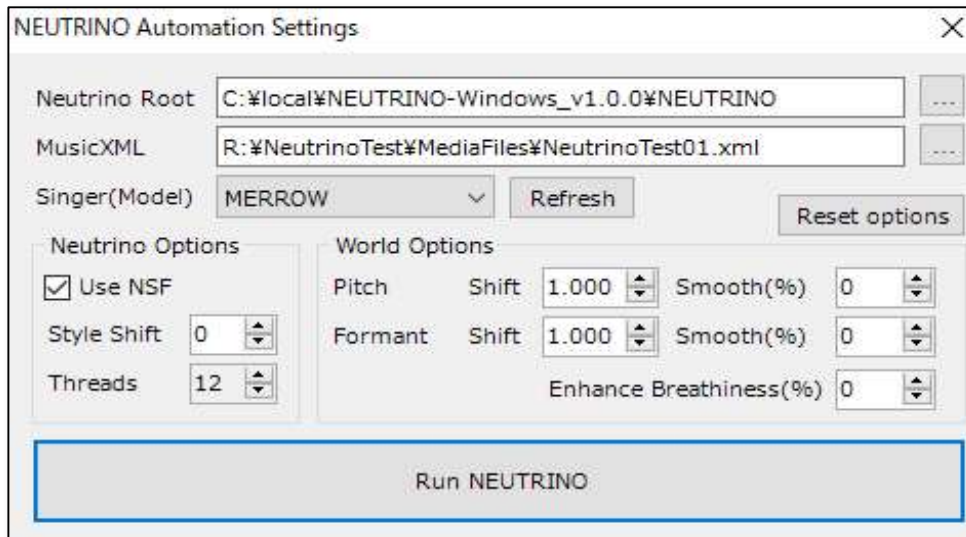 NEUTRINO Automation Settings
Neutrino Root C:¥local¥NEUTRINO-Windows_v1.0.0¥NEUTRINO ...
MusicXML R:¥NeutrinoTest¥MediaFiles¥NeutrinoTest01.xml ...
Singer(Model) MERROW Refresh
Reset options
Neutrino Options World Options
Use NSF Pitch Shift 1.000 Smooth(%) 0
Style Shift 0 Formant Shift 1.000 Smooth(%) 0
Threads 12 Enhance Breathiness(%) 0
Run NEUTRINO